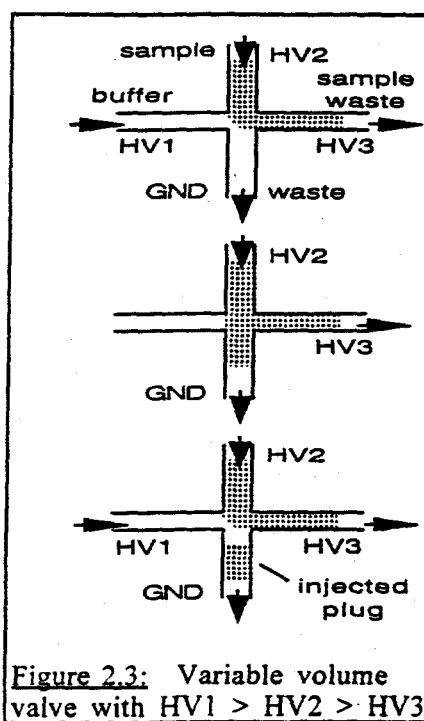 sample HV2
sample
waste
buffer
HV1 HV3
GND waste
HV2
HV3
GND
HV2
HV1 HV3
GND injected
plug
Figure 2.3: Variable volume
valve with HV1 > HV2 > HV3